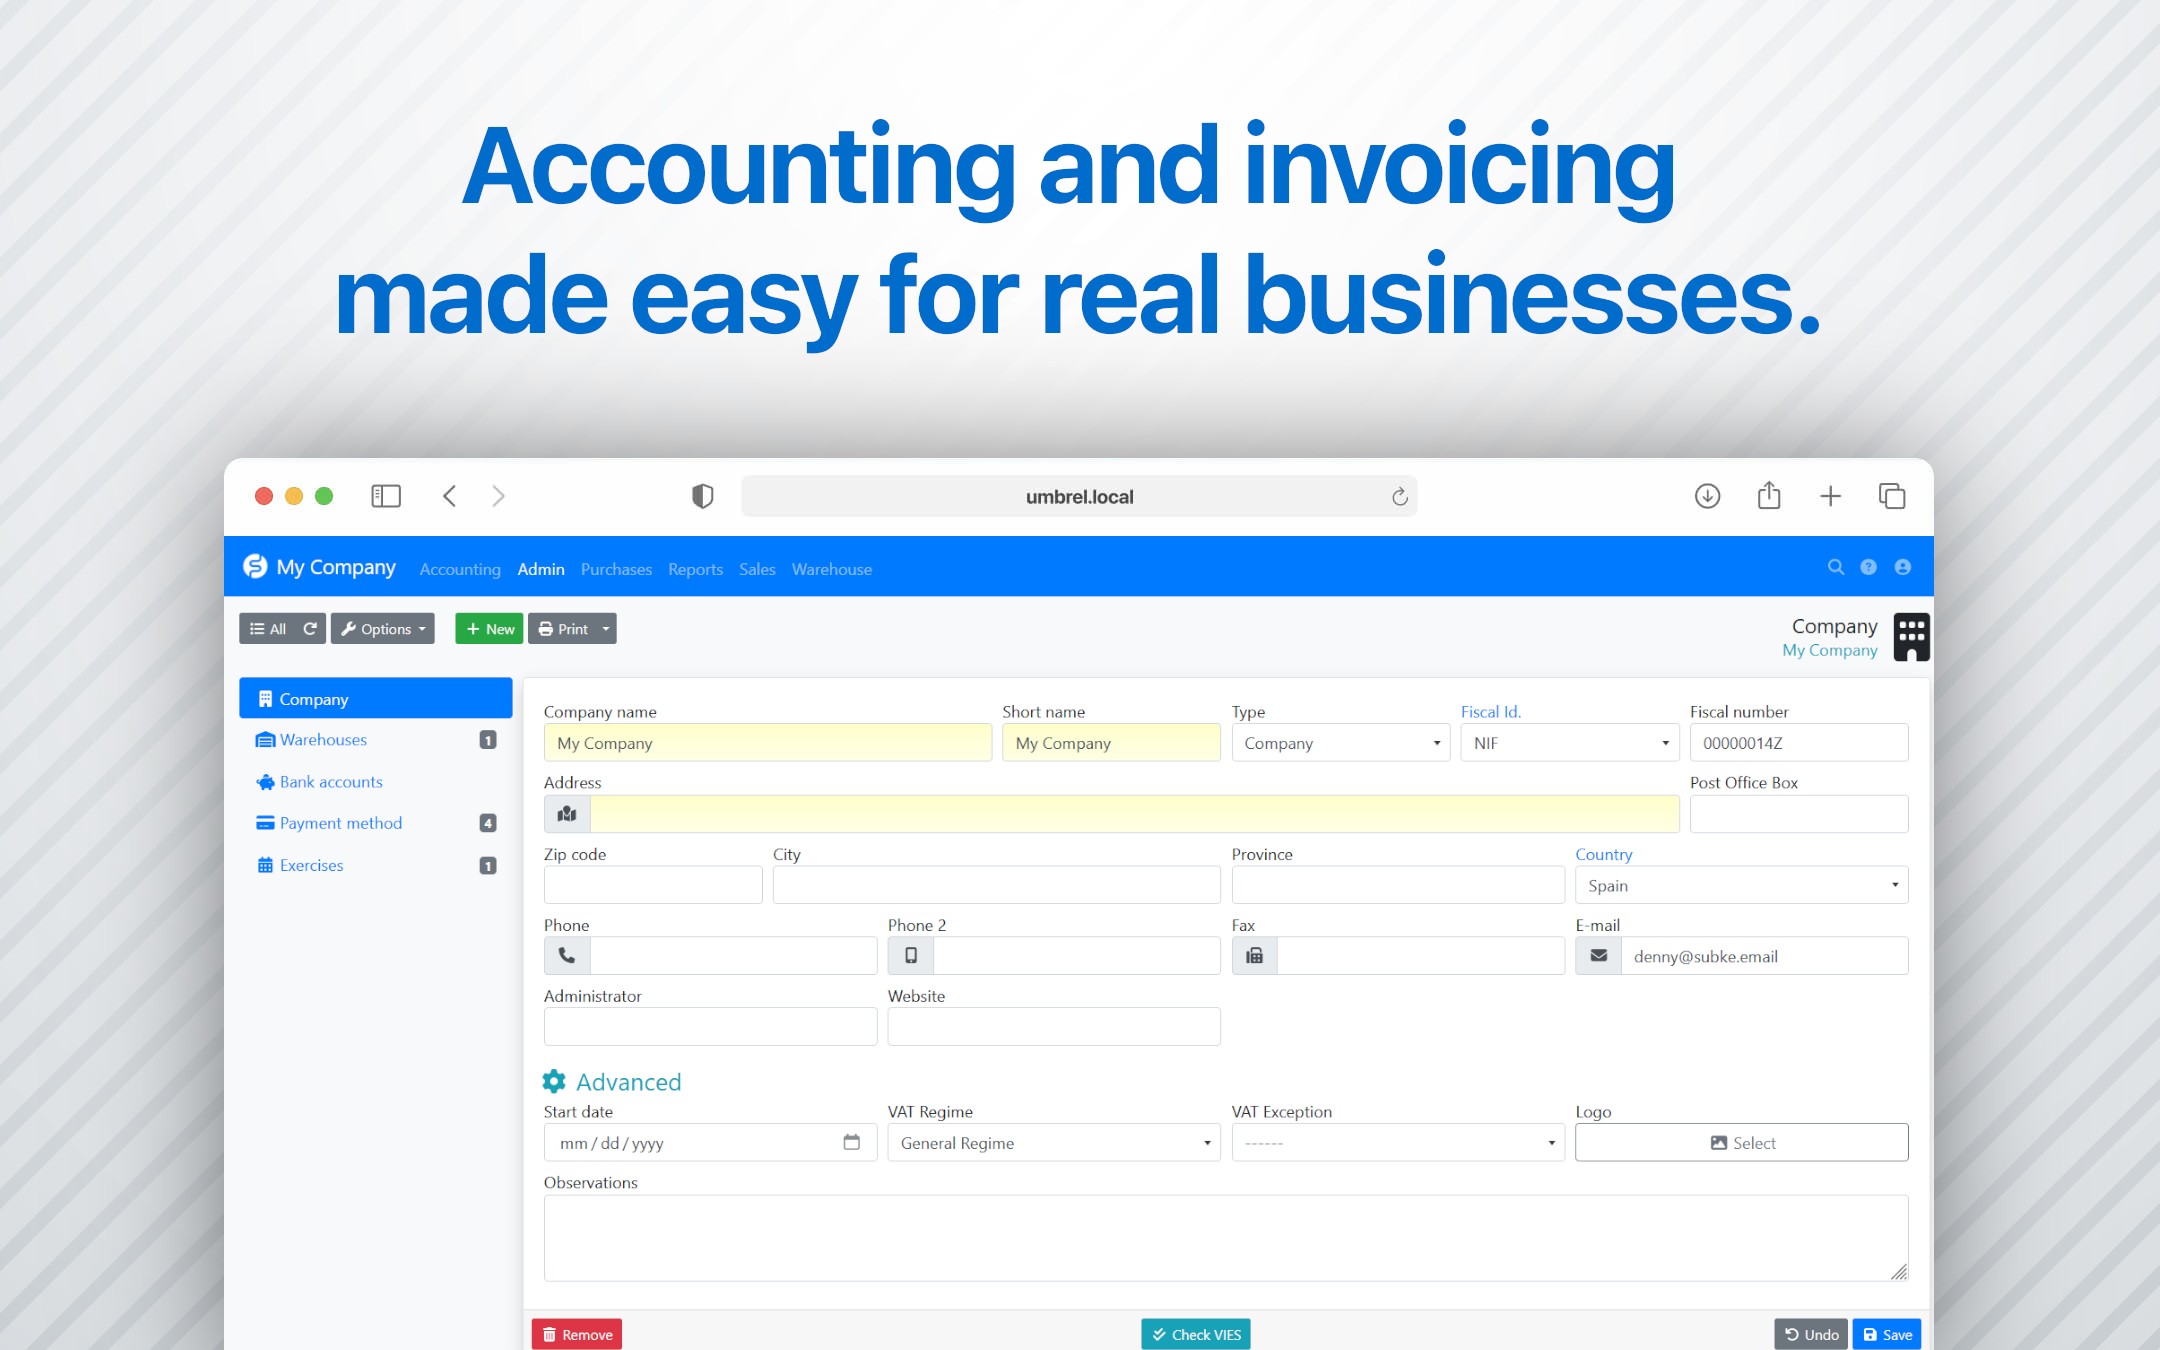 Accounting and invoicing
made easy for real businesses.
umbrel.local
My Company Accounting Admin Purchases Reports Sales Warehouse
All Options New Print
Company
My Company
Company
Warehouses 1
Bank accounts
Payment method 4
Exercises 1
Company name Short name Type Fiscal Id. Fiscal number
My Company My Company Company NIF 00000014Z
Address Post Office Box
Zip code City Province Country
Spain
Phone Phone 2 Fax E-mail
denny@subke.email
Administrator Website
Advanced
Start date VAT Regime VAT Exception Logo
mm / dd / yyyy General Regime ------ Select
Observations
Remove Check VIES Undo Save